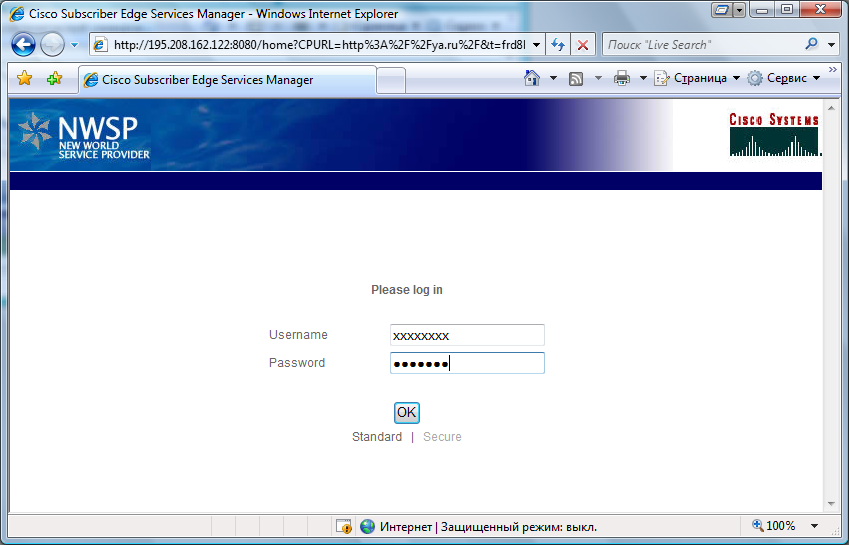 Cisco Subscriber Edge Services Manager - Windows Internet Explorer
http://195.208.162.122:8080/home?CPURL=http%3A%2F%2Fya.ru%2F&t=frd8l
Поиск "Live Search"
Cisco Subscriber Edge Services Manager
Страница
Сервис
NWSP
NEW WORLD
SERVICE PROVIDER
CISCO SYSTEMS
Please log in
Username
xxxxxxxx
Password
●●●●●●●
OK
Standard | Secure
Интернет | Защищенный режим: выкл.
100%